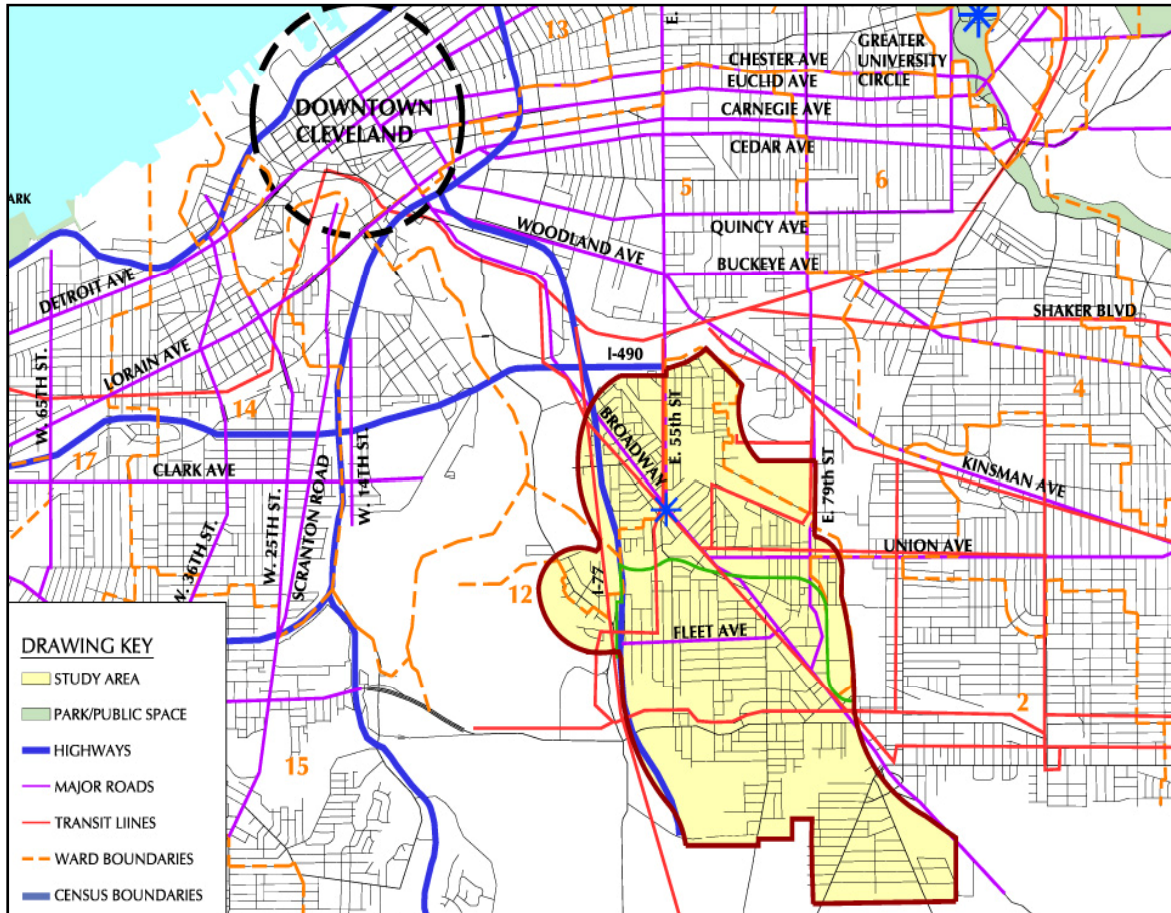 13
E.
GREATER
UNIVERSITY
CIRCLE
CHESTER AVE
EUCLID AVE
DOWNTOWN
CLEVELAND
CARNEGIE AVE
CEDAR AVE
5
6
ARK
WOODLAND AVE
QUINCY AVE
BUCKEYE AVE
DETROIT AVE
SHAKER BLVD
LORAIN AVE
I-490
W. 65TH ST.
14
4
BROADWAY
E. 55th ST
17
CLARK AVE
W. 14TH ST.
KINSMAN AVE
E. 79th ST
W. 25TH ST.
SCRANTON ROAD
W. 36TH ST.
UNION AVE
12
I-77
FLEET AVE
2
15
DRAWING KEY
STUDY AREA
PARK/PUBLIC SPACE
HIGHWAYS
MAJOR ROADS
TRANSIT LIINES
WARD BOUNDARIES
CENSUS BOUNDARIES